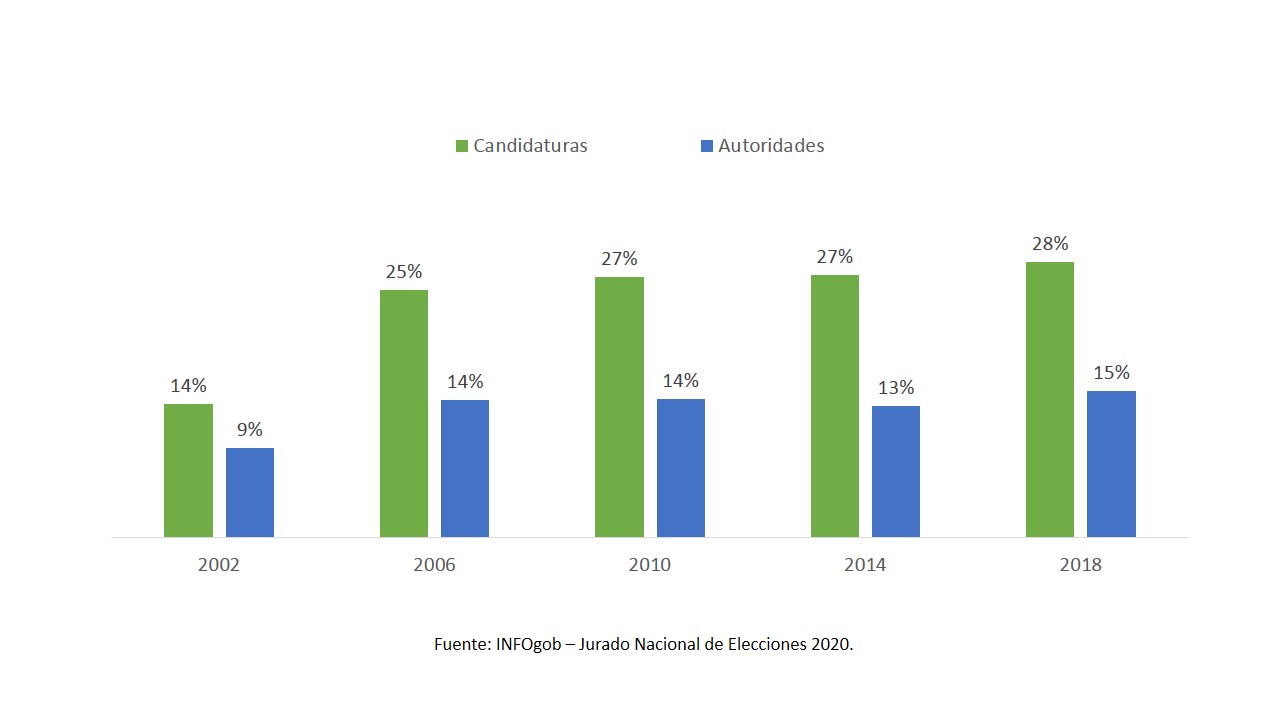 Candidaturas Autoridades
28%
27% 27%
25%
14% 14% 14% 13% 15%
9%
2002 2006 2010 2014 2018
Fuente: INFOgob – Jurado Nacional de Elecciones 2020.